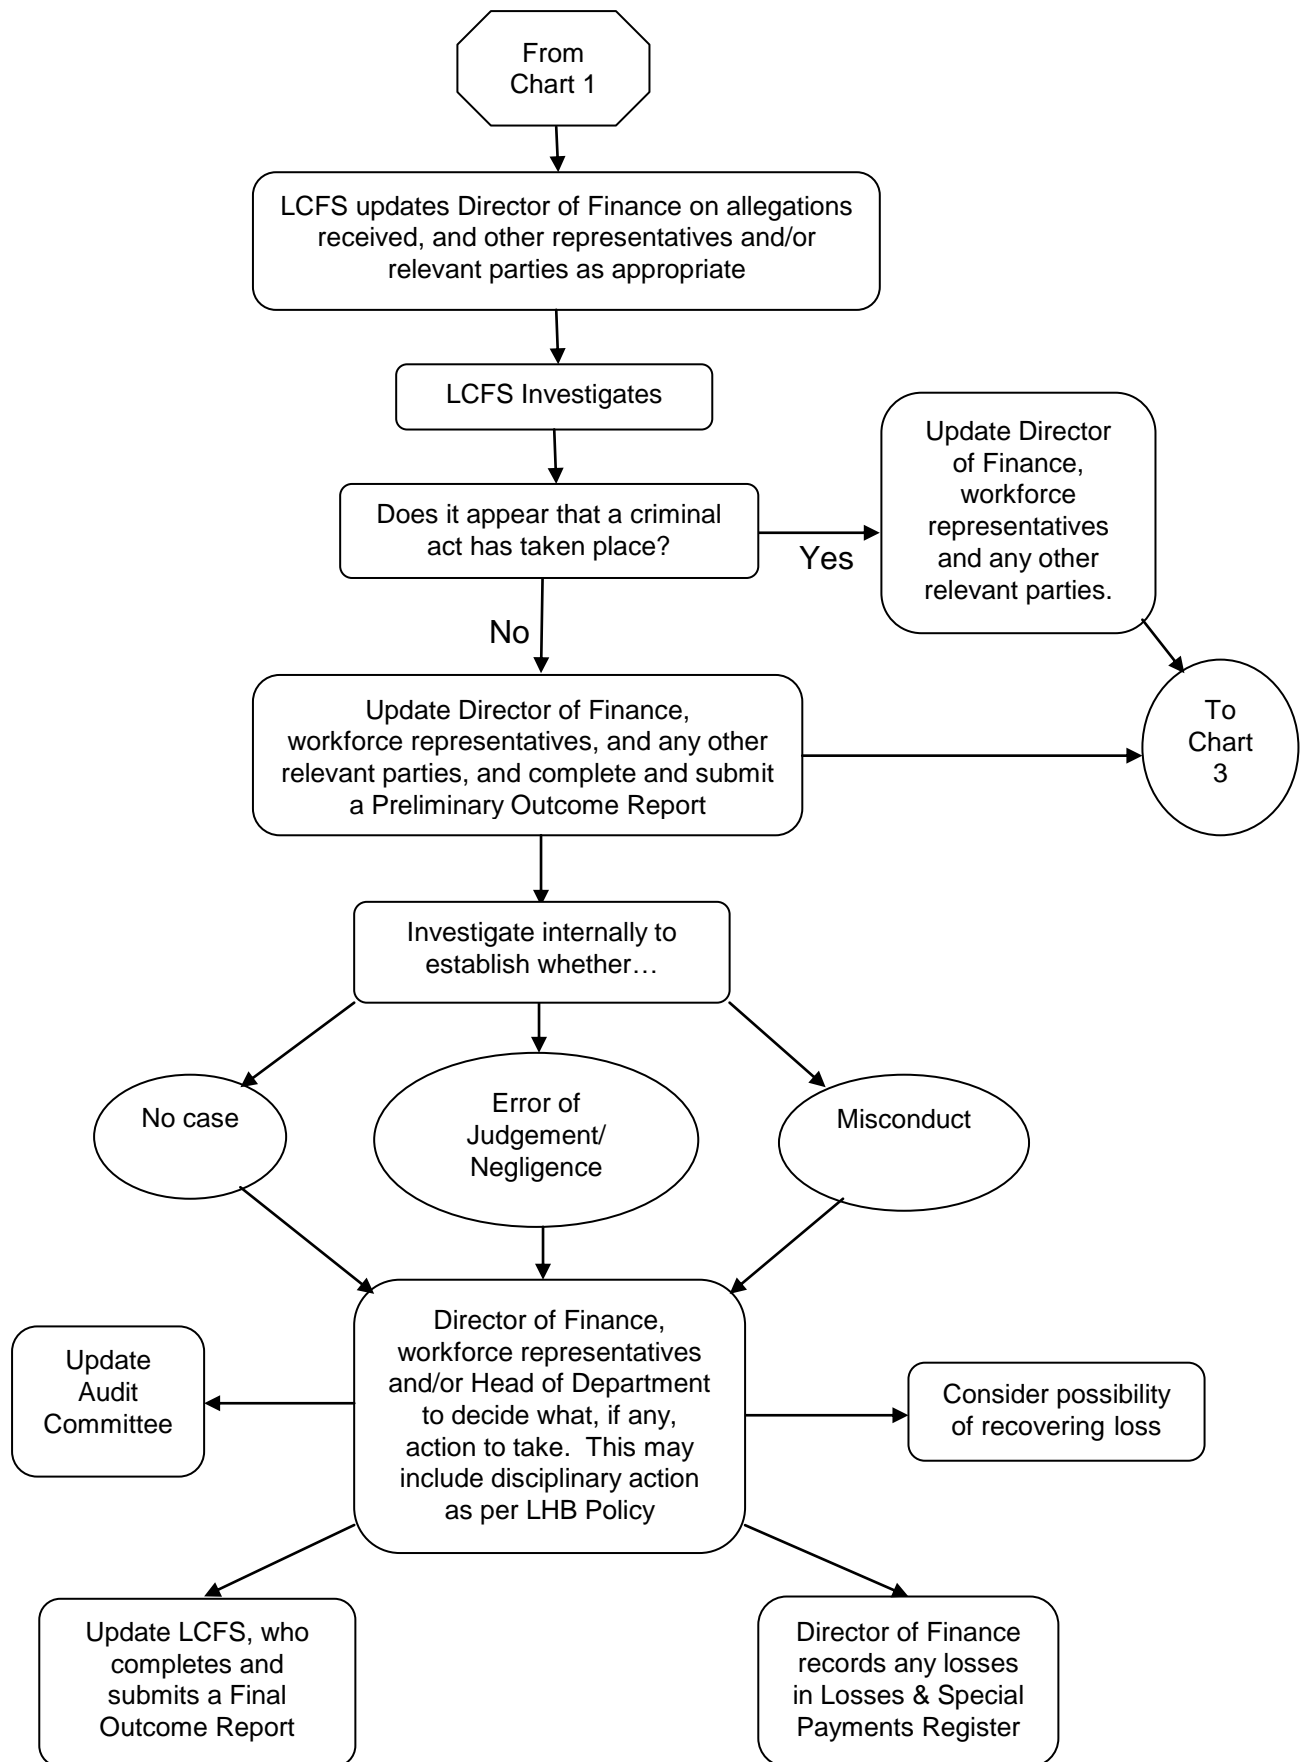 From
Chart 1
LCFS updates Director of Finance on allegations
received, and other representatives and/or
relevant parties as appropriate
LCFS Investigates
Does it appear that a criminal
act has taken place?
Yes
Update Director
of Finance,
workforce
representatives
and any other
relevant parties.
No
Update Director of Finance,
workforce representatives, and any other
relevant parties, and complete and submit
a Preliminary Outcome Report
To
Chart
3
Investigate internally to
establish whether…
No case
Error of
Judgement/
Negligence
Misconduct
Director of Finance,
workforce representatives
and/or Head of Department
to decide what, if any,
action to take.  This may
include disciplinary action
as per LHB Policy
Update
Audit
Committee
Consider possibility
of recovering loss
Update LCFS, who
completes and
submits a Final
Outcome Report
Director of Finance
records any losses
in Losses & Special
Payments Register